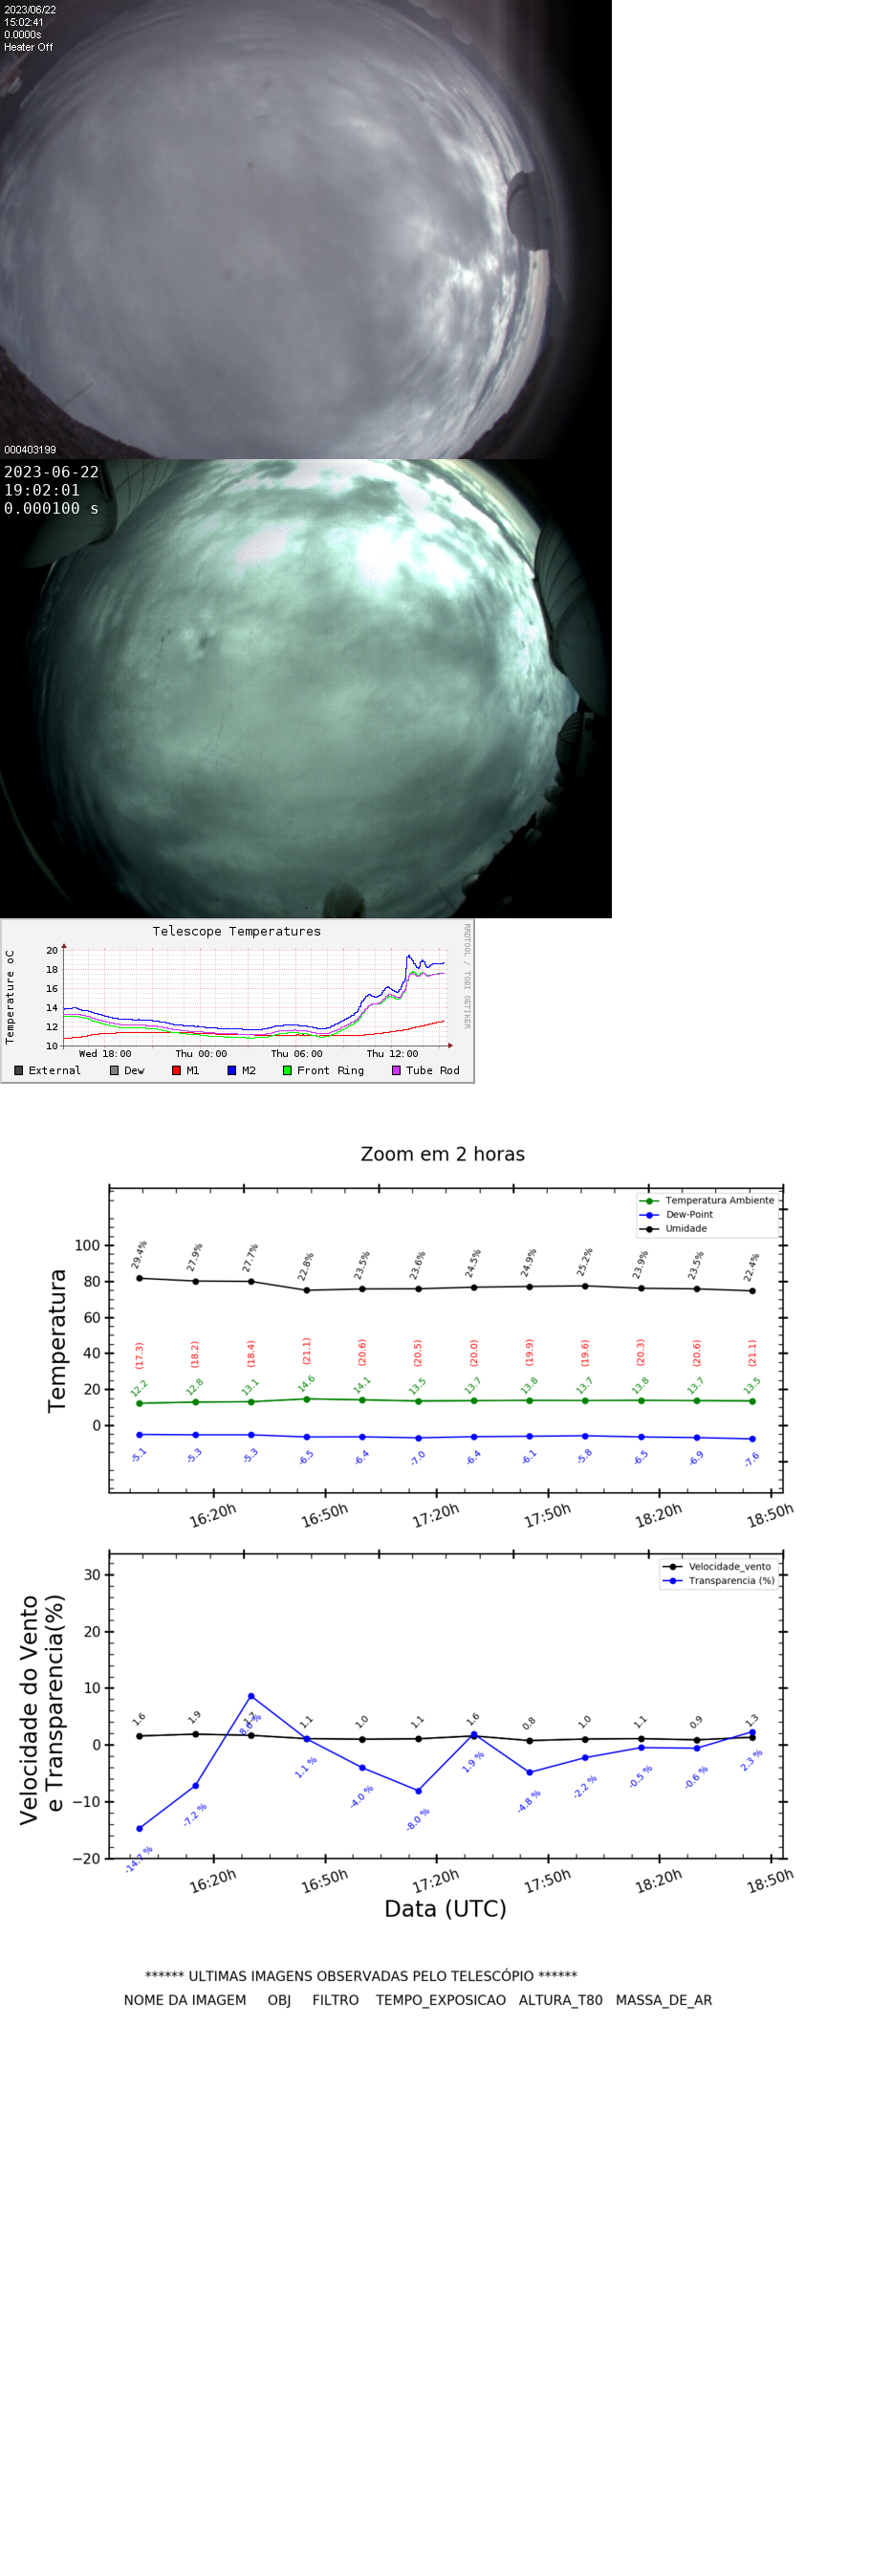 2023/06/22
15:02:41
0.0000s
Heater Off
000403199
2023-06-22
19:02:01
0.000100 s
Telescope Temperatures
RRDTOOL / TOBI OETIKER
Temperature oC
20
18
16
14
12
10
Wed 18:00 Thu 00:00 Thu 06:00 Thu 12:00
External Dew M1 M2 Front Ring Tube Rod
Zoom em 2 horas
Temperatura Ambiente
Dew-Point
Umidade
Temperatura
100
80
60
40
20
0
29.4% 27.9% 27.7% 22.8% 23.5% 23.6% 24.5% 24.9% 25.2% 23.9% 23.5% 22.4%
(17.3) (18.2) (18.4) (21.1) (20.6) (20.5) (20.0) (19.9) (19.6) (20.3) (20.6) (21.1)
12.2 12.8 13.1 14.6 14.1 13.5 13.7 13.8 13.7 13.8 13.7 13.5
-5.1 -5.3 -5.3 -6.5 -6.4 -7.0 -6.4 -6.1 -5.8 -6.5 -6.9 -7.6
16:20h 16:50h 17:20h 17:50h 18:20h 18:50h
Velocidade_vento
Transparencia (%)
Velocidade do Vento
e Transparencia(%)
30
20
10
0
−10
−20
1.6 1.9 1.1 1.0 1.1 1.6 0.8 1.0 1.1 0.9 1.3
-7.2 % 1.1 % -4.0 % -8.0 % 1.9 % -4.8 % -2.2 % -0.5 % -0.6 % 2.3 %
16:20h 16:50h 17:20h 17:50h 18:20h 18:50h
Data (UTC)
****** ULTIMAS IMAGENS OBSERVADAS PELO TELESCÓPIO ******
NOME DA IMAGEM OBJ FILTRO TEMPO_EXPOSICAO ALTURA_T80 MASSA_DE_AR